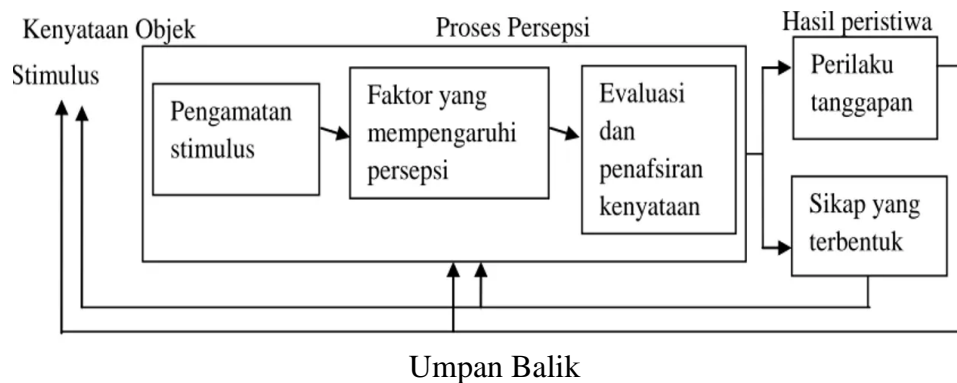 Kenyataan Objek
Stimulus
Proses Persepsi
Hasil peristiwa
Pengamatan
stimulus
Faktor yang
mempengaruhi
persepsi
Evaluasi
dan
penafsiran
kenyataan
Perilaku
tanggapan
Sikap yang
terbentuk
Umpan Balik